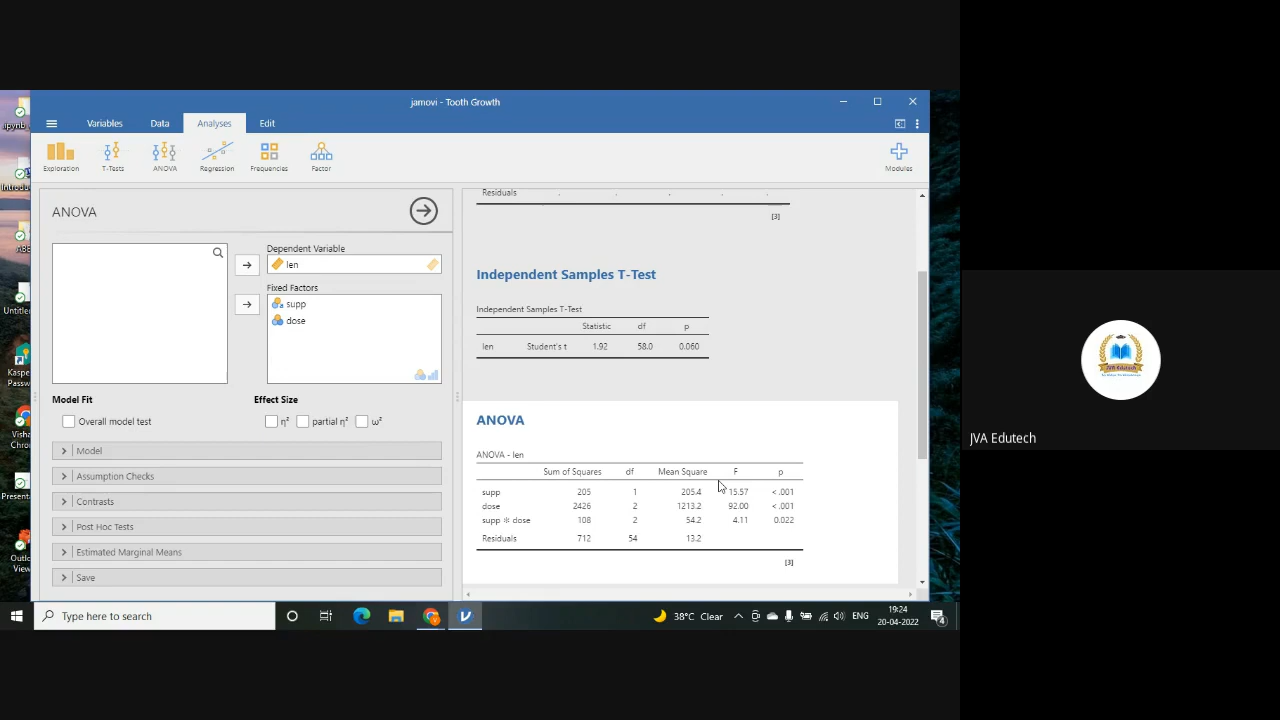 jamovi - Tooth Growth
Variables Data Analyses Edit
Exploration T-Tests ANOVA Regression Frequencies Factor Modules
ANOVA
Dependent Variable
len
Fixed Factors
supp
dose
Model Fit
Effect Size
Overall model test
η² partial η² ω²
Model
Assumption Checks
Contrasts
Post Hoc Tests
Estimated Marginal Means
Save
Residuals . . . . .
[3]
Independent Samples T-Test
Independent Samples T-Test
Statistic df p
len Student's t 1.92 58.0 0.060
ANOVA
ANOVA - len
Sum of Squares df Mean Square F p
supp 205 1 205.4 15.57 < .001
dose 2426 2 1213.2 92.00 < .001
supp ✻ dose 108 2 54.2 4.11 0.022
Residuals 712 54 13.2
[3]
Type here to search
38°C Clear
ENG
19:24
20-04-2022
4
JVA Edutech